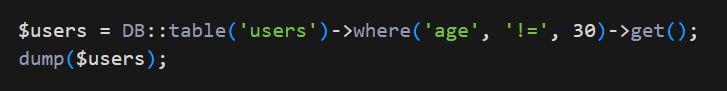 $users = DB::table('users')->where('age', '!=', 30)->get();
dump($users);